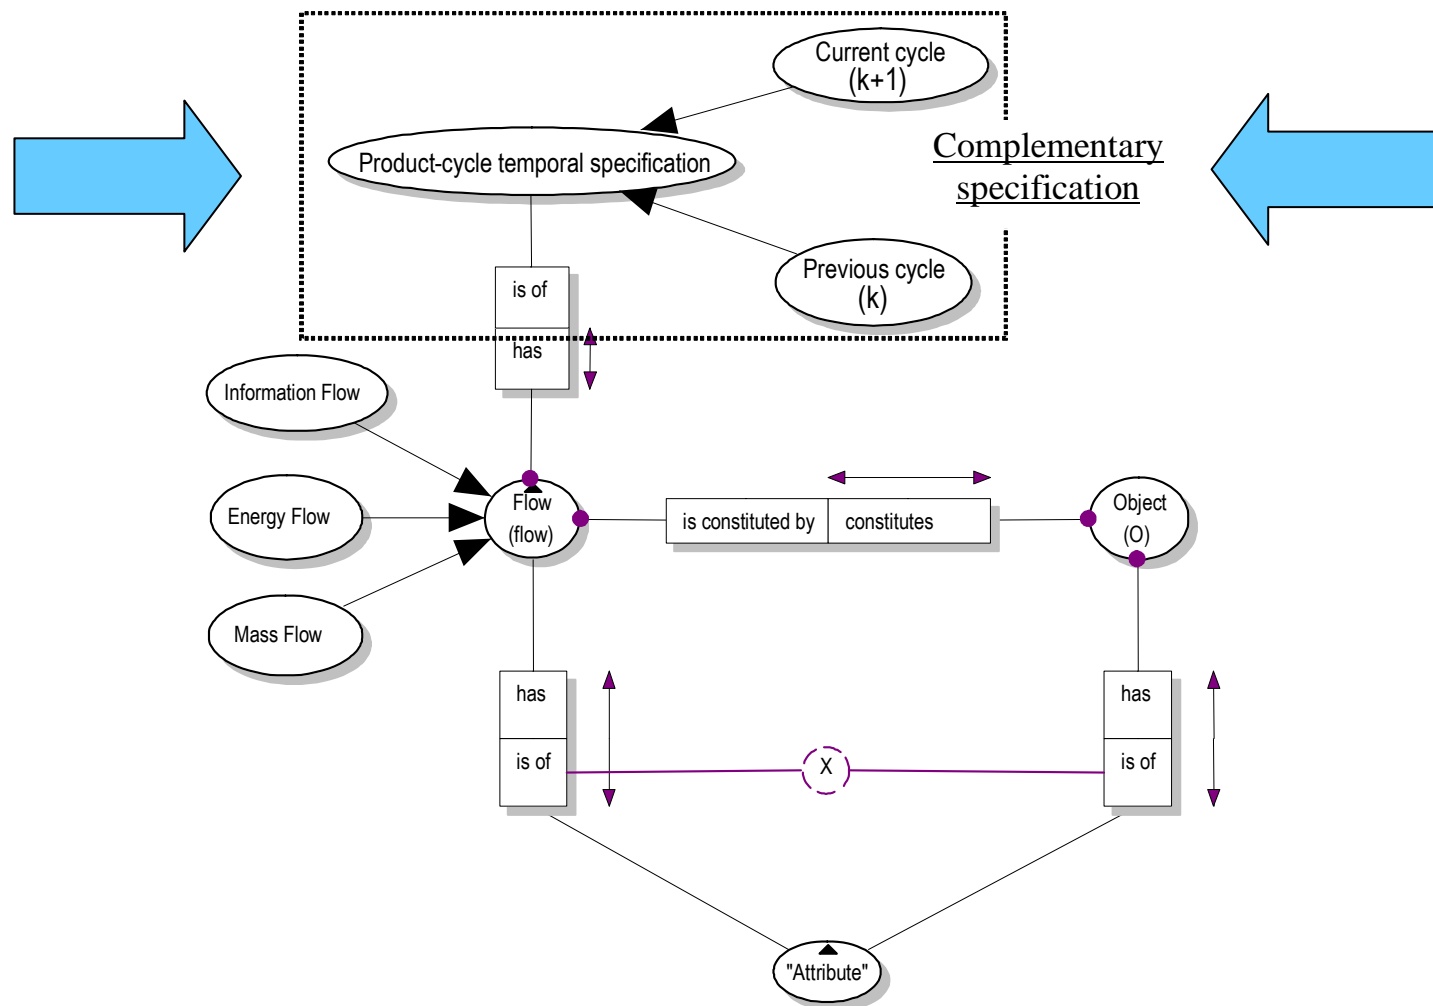 Current cycle
(k+1)
Product-cycle temporal specification
Complementary
specification
Previous cycle
(k)
is of
has
Information Flow
Energy Flow
Mass Flow
Flow
(flow)
is constituted by
constitutes
Object
(O)
has
is of
X
has
is of
"Attribute"